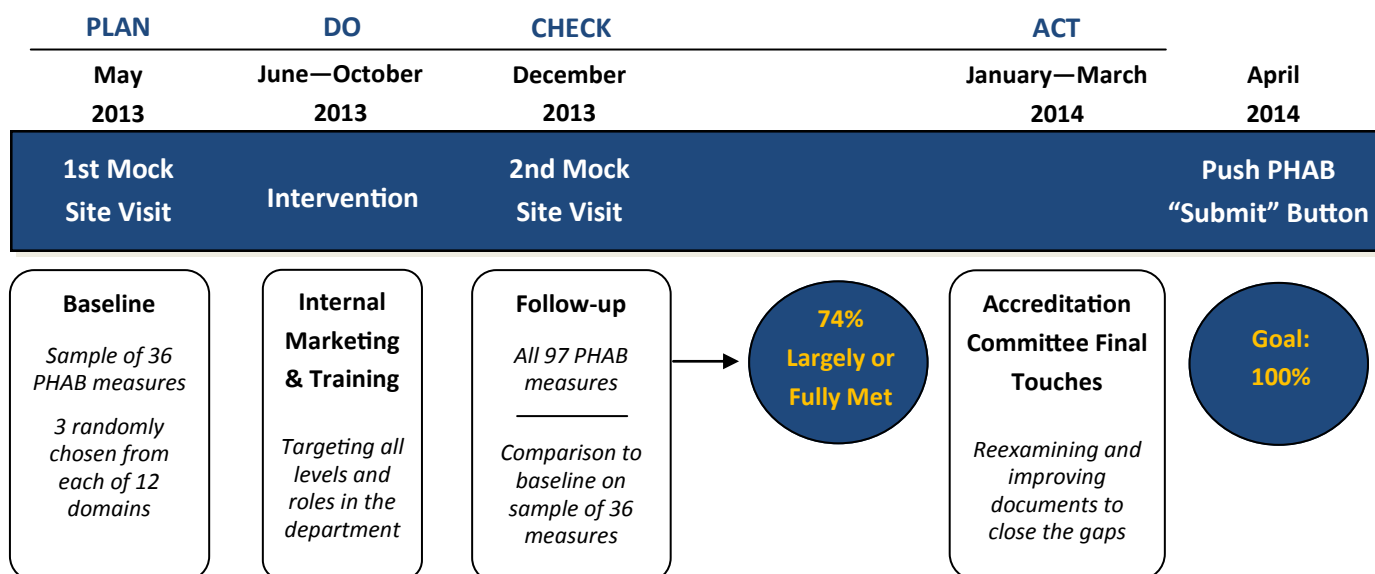 PLAN
DO
CHECK
ACT
May
2013
June—October
2013
December
2013
January—March
2014
April
2014
1st Mock
Site Visit
Intervention
2nd Mock
Site Visit
Push PHAB
“Submit” Button
Baseline
Sample of 36
PHAB measures
3 randomly
chosen from
each of 12
domains
Internal
Marketing
& Training
Targeting all
levels and
roles in the
department
Follow-up
All 97 PHAB
measures
Comparison to
baseline on
sample of 36
measures
74%
Largely or
Fully Met
Accreditation
Committee Final
Touches
Reexamining and
improving
documents to
close the gaps
Goal:
100%